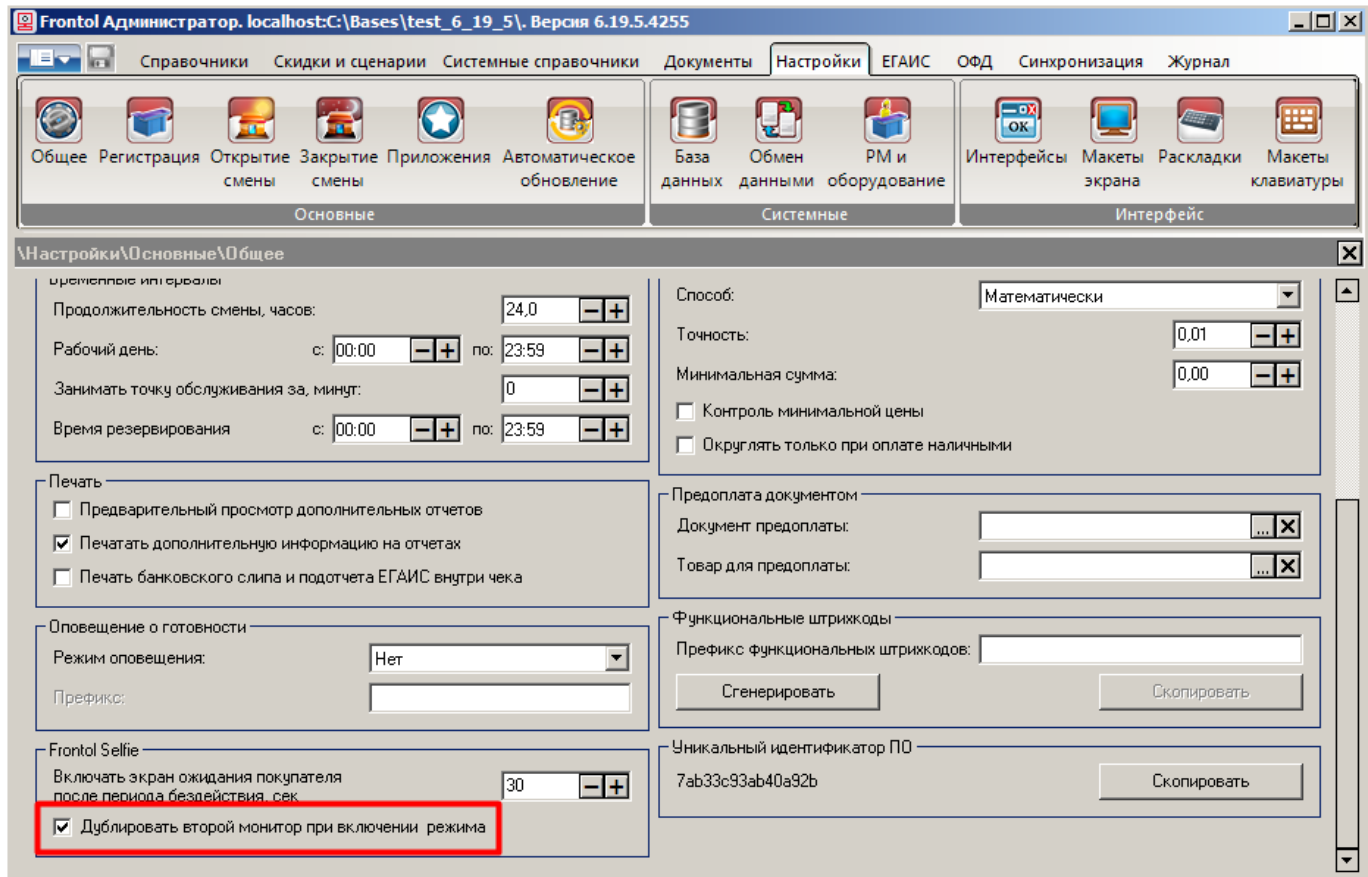 Frontol Администратор. localhost:C:\Bases\test_6_19_5\. Версия 6.19.5.4255
Справочники Скидки и сценарии Системные справочники Документы Настройки ЕГАИС ОФД Синхронизация Журнал
Общее Регистрация Открытие смены Закрытие смены Приложения Автоматическое обновление
Основные
База данных Обмен данными РМ и оборудование
Системные
Интерфейсы Макеты экрана Раскладки Макеты клавиатуры
Интерфейс
\Настройки\Основные\Общее
Временные интервалы
Продолжительность смены, часов: 24,0
Рабочий день: с: 00:00 по: 23:59
Занимать точку обслуживания за, минут: 0
Время резервирования с: 00:00 по: 23:59
Печать
Предварительный просмотр дополнительных отчетов
Печатать дополнительную информацию на отчетах
Печать банковского слипа и подотчета ЕГАИС внутри чека
Оповещение о готовности
Режим оповещения: Нет
Префикс:
Frontol Selfie
Включать экран ожидания покупателя
после периода бездействия, сек 30
Дублировать второй монитор при включении режима
Способ: Математически
Точность: 0,01
Минимальная сумма: 0,00
Контроль минимальной цены
Округлять только при оплате наличными
Предоплата документом
Документ предоплаты: ...
Товар для предоплаты: ...
Функциональные штрихкоды
Префикс функциональных штрихкодов:
Сгенерировать Скопировать
Уникальный идентификатор ПО
7ab33c93ab40a92b Скопировать